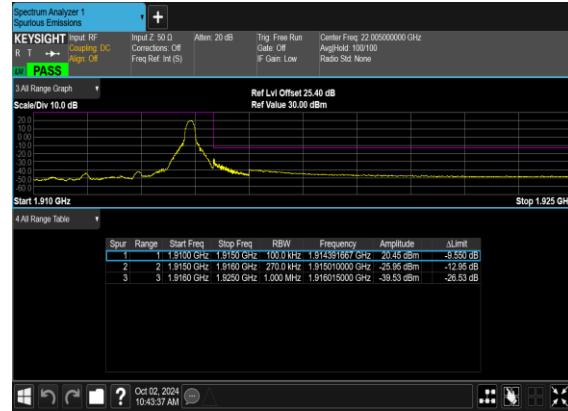 Spectrum Analyzer 1
Spurious Emissions
KEYSIGHT Input: RF Input Z: 50 Ω Atten: 20 dB Trig: Free Run Center Freq: 22.005000000 GHz
R T Coupling: DC Corrections: Off Gate: Off Avg|Hold: 100/100
Align: Off Freq Ref: Int (S) IF Gain: Low Radio Std: None
PASS
3 All Range Graph
Ref Lvl Offset 25.40 dB
Scale/Div 10.0 dB Ref Value 30.00 dBm
20.0
10.0
0.00
-10.0
-20.0
-30.0
-40.0
-50.0
-60.0
Start 1.910 GHz Stop 1.925 GH
4 All Range Table
Spur Range Start Freq Stop Freq RBW Frequency Amplitude ΔLimit
1 1 1.9100 GHz 1.9150 GHz 100.0 kHz 1.914391667 GHz 20.45 dBm -9.550 dB
2 2 1.9150 GHz 1.9160 GHz 270.0 kHz 1.915010000 GHz -25.95 dBm -12.95 dB
3 3 1.9160 GHz 1.9250 GHz 1.000 MHz 1.916015000 GHz -39.53 dBm -26.53 dB
? Oct 02, 2024
10:43:37 AM